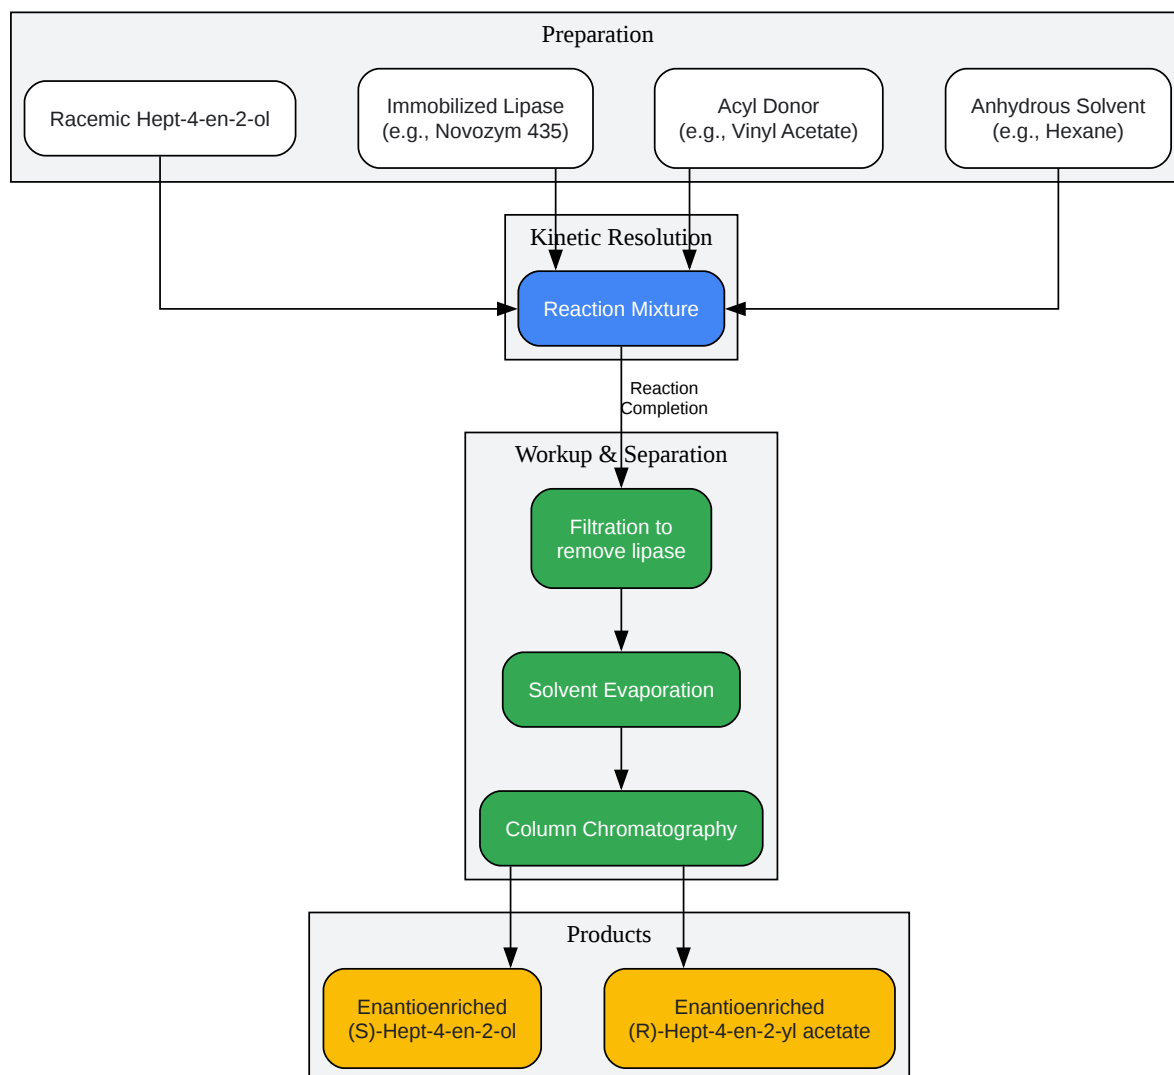 Preparation
Racemic Hept-4-en-2-ol
Immobilized Lipase
(e.g., Novozym 435)
Acyl Donor
(e.g., Vinyl Acetate)
Anhydrous Solvent
(e.g., Hexane)
Kinetic Resolution
Reaction Mixture
Reaction
Completion
Workup & Separation
Filtration to
remove lipase
Solvent Evaporation
Column Chromatography
Products
Enantioenriched
(S)-Hept-4-en-2-ol
Enantioenriched
(R)-Hept-4-en-2-yl acetate